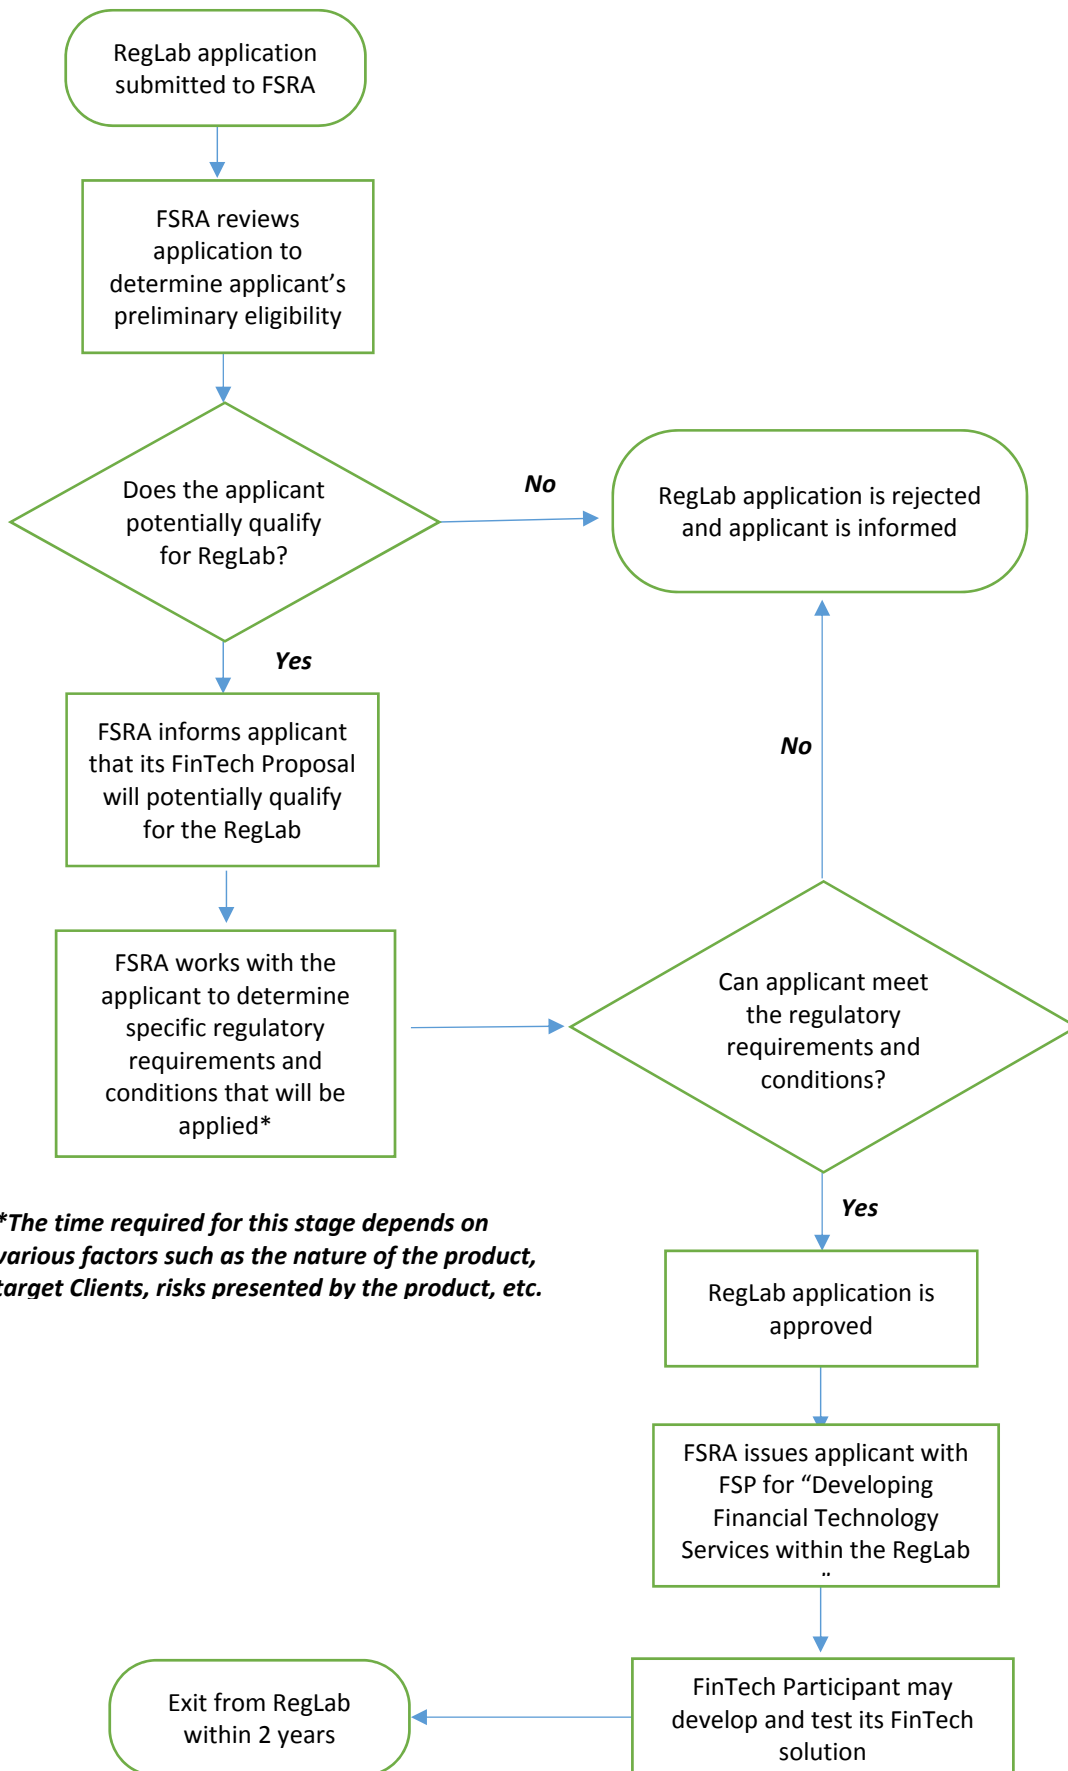 RegLab application
submitted to FSRA
FSRA reviews
application to
determine applicant’s
preliminary eligibility
Does the applicant
potentially qualify
for RegLab?
No
RegLab application is rejected
and applicant is informed
Yes
FSRA informs applicant
that its FinTech Proposal
will potentially qualify
for the RegLab
No
FSRA works with the
applicant to determine
specific regulatory
requirements and
conditions that will be
applied*
Can applicant meet
the regulatory
requirements and
conditions?
*The time required for this stage depends on
various factors such as the nature of the product,
target Clients, risks presented by the product, etc.
Yes
RegLab application is
approved
FSRA issues applicant with
FSP for “Developing
Financial Technology
Services within the RegLab
“
FinTech Participant may
develop and test its FinTech
solution
Exit from RegLab
within 2 years